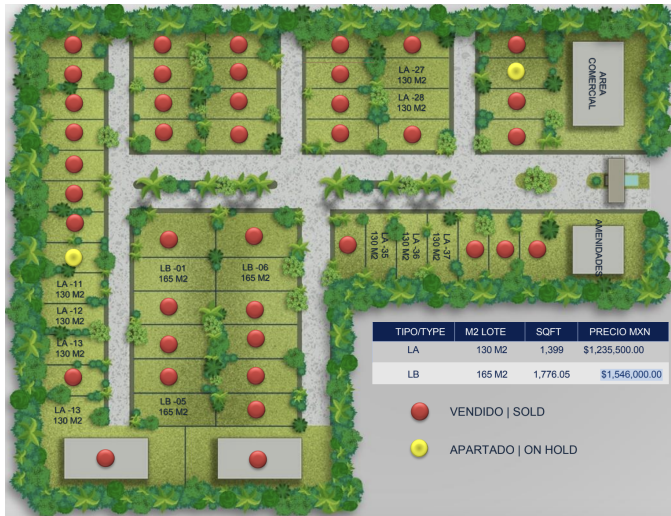 LA -27
130 M2
LA -28
130 M2
AREA
COMERCIAL
LB -01
165 M2
LB -06
165 M2
LA -35
130 M2
LA -36
130 M2
LA -37
130 M2
AMENIDADES
LA -11
130 M2
LA -12
130 M2
LA -13
130 M2
LB -05
165 M2
LA -13
130 M2
TIPO/TYPE M2 LOTE SQFT PRECIO MXN
LA 130 M2 1,399 $1,235,500.00
LB 165 M2 1,776.05 $1,546,000.00
VENDIDO | SOLD
APARTADO | ON HOLD